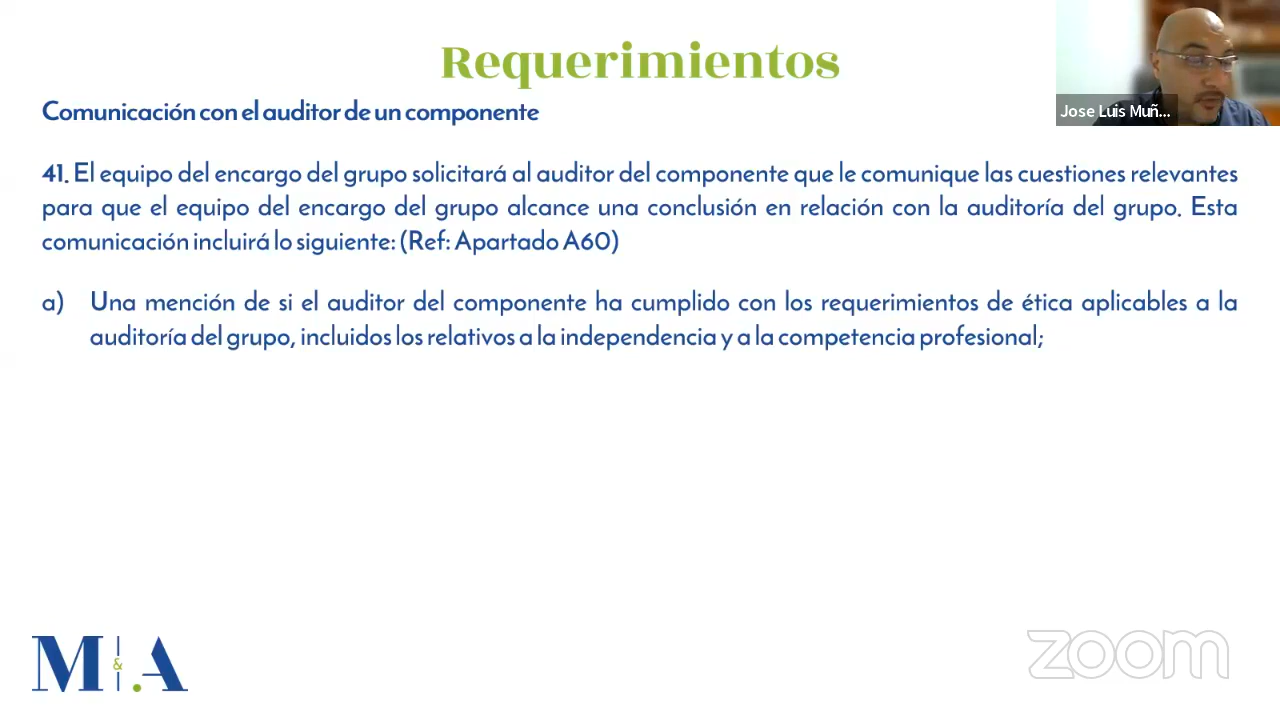 Requerimientos
Jose Luis Muñ...
Comunicación con el auditor de un componente
41. El equipo del encargo del grupo solicitará al auditor del componente que le comunique las cuestiones relevantes
para que el equipo del encargo del grupo alcance una conclusión en relación con la auditoría del grupo. Esta
comunicación incluirá lo siguiente: (Ref: Apartado A60)
a) Una mención de si el auditor del componente ha cumplido con los requerimientos de ética aplicables a la
auditoría del grupo, incluidos los relativos a la independencia y a la competencia profesional;
M&.A
zoom